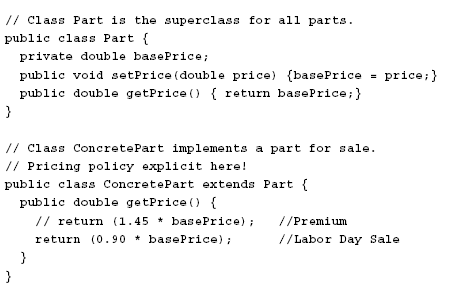 // Class Part is the superclass for all parts.
public class Part {
  private double basePrice;
  public void setPrice(double price) {basePrice = price;}
  public double getPrice() { return basePrice;}
}

// Class ConcretePart implements a part for sale.
// Pricing policy explicit here!
public class ConcretePart extends Part {
  public double getPrice() {
    // return (1.45 * basePrice);   //Premium
    return (0.90 * basePrice);      //Labor Day Sale
  }
}